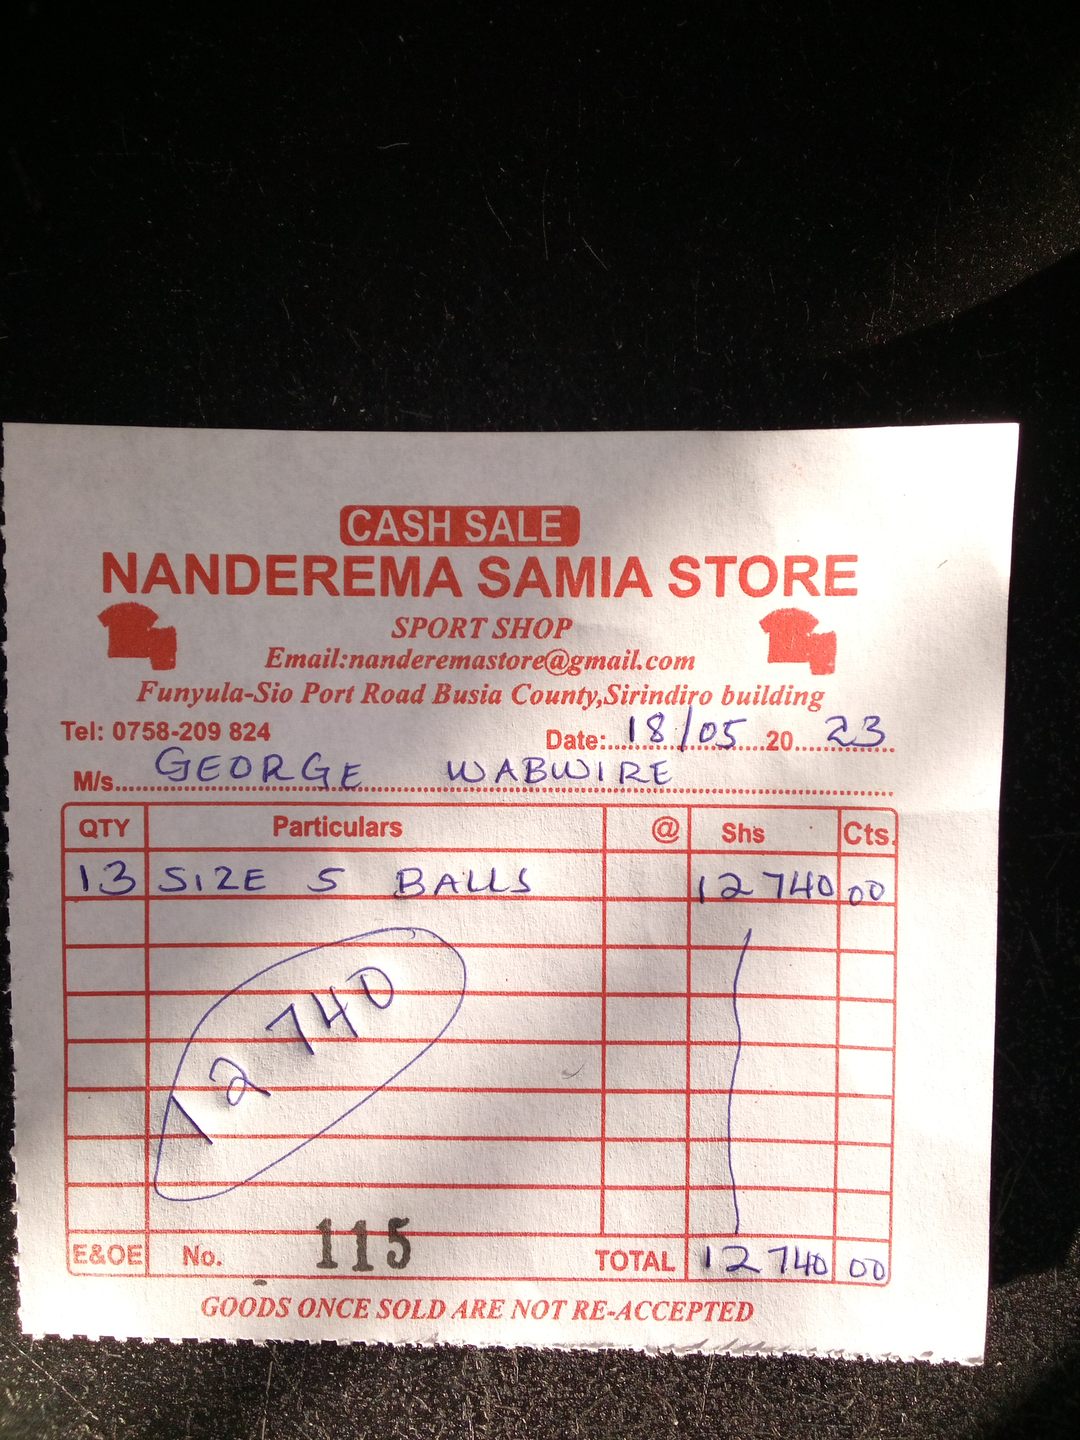 CASH SALE
NANDEREMA SAMIA STORE
SPORT SHOP
Email:nanderemastore@gmail.com
Funyula-Sio Port Road Busia County,Sirindiro building
Tel: 0758-209 824
Date:..18/05..20..23
M/s..GEORGE WABWIRE
QTY Particulars @ Shs Cts.
13 SIZE 5 BALLS 12740 00
12740
E&OE No. 115 TOTAL 12740 00
GOODS ONCE SOLD ARE NOT RE-ACCEPTED